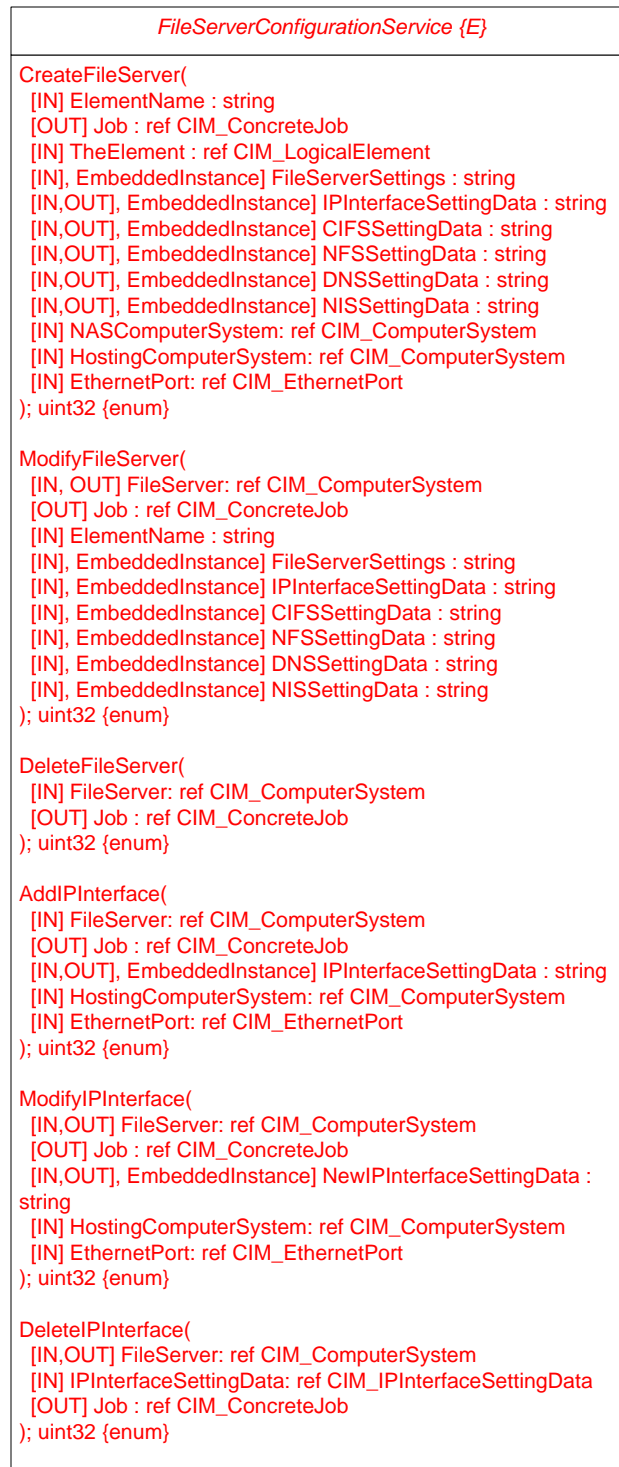 FileServerConfigurationService {E}
CreateFileServer(
[IN] ElementName : string
[OUT] Job : ref CIM_ConcreteJob
[IN] TheElement : ref CIM_LogicalElement
[IN], EmbeddedInstance] FileServerSettings : string
[IN,OUT], EmbeddedInstance] IPInterfaceSettingData : string
[IN,OUT], EmbeddedInstance] CIFSSettingData : string
[IN,OUT], EmbeddedInstance] NFSSettingData : string
[IN,OUT], EmbeddedInstance] DNSSettingData : string
[IN,OUT], EmbeddedInstance] NISSettingData : string
[IN] NASComputerSystem: ref CIM_ComputerSystem
[IN] HostingComputerSystem: ref CIM_ComputerSystem
[IN] EthernetPort: ref CIM_EthernetPort
); uint32 {enum}
ModifyFileServer(
[IN, OUT] FileServer: ref CIM_ComputerSystem
[OUT] Job : ref CIM_ConcreteJob
[IN] ElementName : string
[IN], EmbeddedInstance] FileServerSettings : string
[IN], EmbeddedInstance] IPInterfaceSettingData : string
[IN], EmbeddedInstance] CIFSSettingData : string
[IN], EmbeddedInstance] NFSSettingData : string
[IN], EmbeddedInstance] DNSSettingData : string
[IN], EmbeddedInstance] NISSettingData : string
); uint32 {enum}
DeleteFileServer(
[IN] FileServer: ref CIM_ComputerSystem
[OUT] Job : ref CIM_ConcreteJob
); uint32 {enum}
AddIPInterface(
[IN] FileServer: ref CIM_ComputerSystem
[OUT] Job : ref CIM_ConcreteJob
[IN,OUT], EmbeddedInstance] IPInterfaceSettingData : string
[IN] HostingComputerSystem: ref CIM_ComputerSystem
[IN] EthernetPort: ref CIM_EthernetPort
); uint32 {enum}
ModifyIPInterface(
[IN,OUT] FileServer: ref CIM_ComputerSystem
[OUT] Job : ref CIM_ConcreteJob
[IN,OUT], EmbeddedInstance] NewIPInterfaceSettingData :
string
[IN] HostingComputerSystem: ref CIM_ComputerSystem
[IN] EthernetPort: ref CIM_EthernetPort
); uint32 {enum}
DeleteIPInterface(
[IN,OUT] FileServer: ref CIM_ComputerSystem
[IN] IPInterfaceSettingData: ref CIM_IPInterfaceSettingData
[OUT] Job : ref CIM_ConcreteJob
); uint32 {enum}